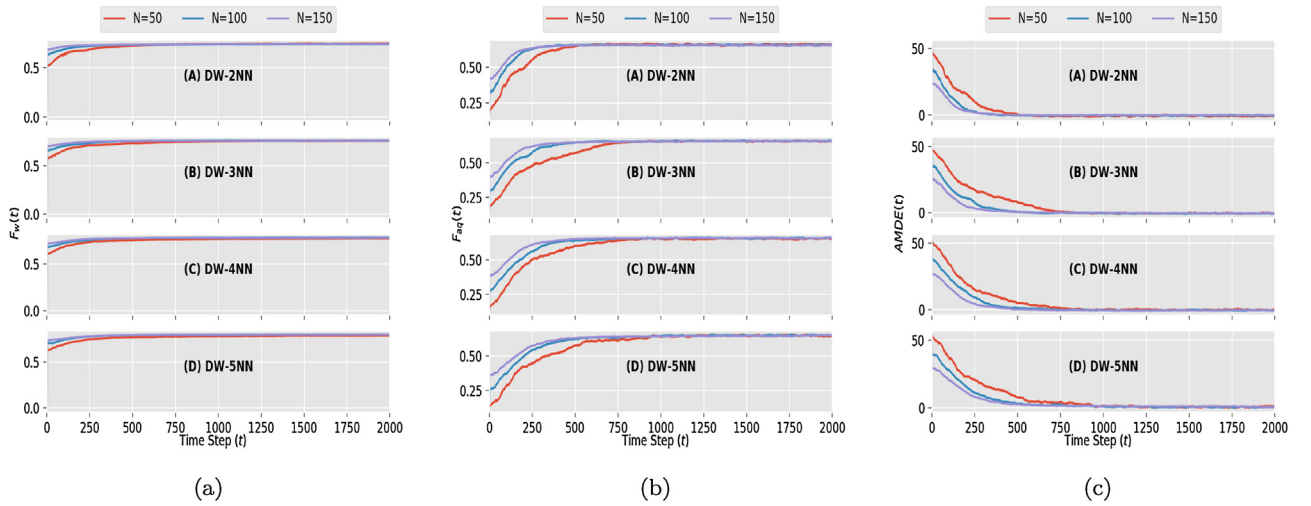 N=50 N=100 N=150
0.5
0.0
(A) DW-2NN
0.5
0.0
(B) DW-3NN
0.5
0.0
(C) DW-4NN
0.5
0.0
(D) DW-5NN
F_w(t)
0 250 500 750 1000 1250 1500 1750 2000
Time Step (t)
(a)
N=50 N=100 N=150
0.50
0.25
(A) DW-2NN
0.50
0.25
(B) DW-3NN
0.50
0.25
(C) DW-4NN
0.50
0.25
(D) DW-5NN
F_aq(t)
0 250 500 750 1000 1250 1500 1750 2000
Time Step (t)
(b)
N=50 N=100 N=150
50
0
(A) DW-2NN
50
0
(B) DW-3NN
50
0
(C) DW-4NN
50
0
(D) DW-5NN
AMDE(t)
0 250 500 750 1000 1250 1500 1750 2000
Time Step (t)
(c)